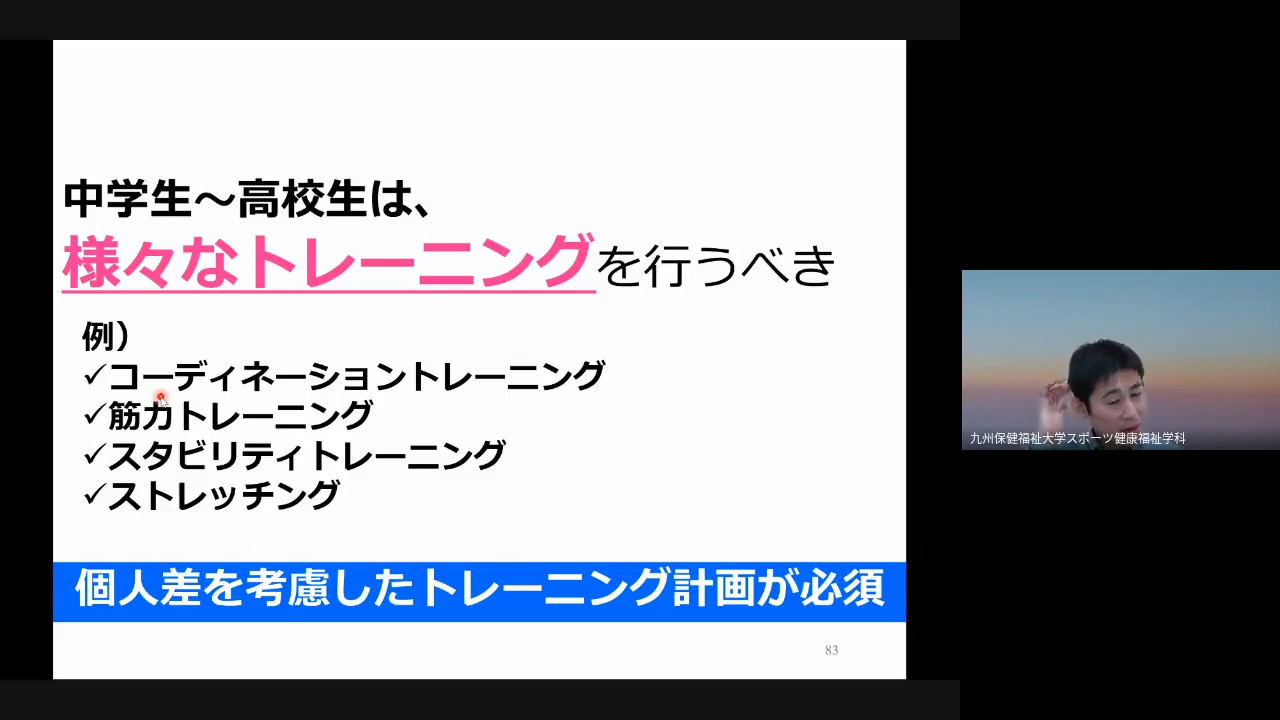 中学生～高校生は、
様々なトレーニングを行うべき
例）
✓コーディネーショントレーニング
✓筋力トレーニング
✓スタビリティトレーニング
✓ストレッチング
個人差を考慮したトレーニング計画が必須
83
九州保健福祉大学スポーツ健康福祉学科